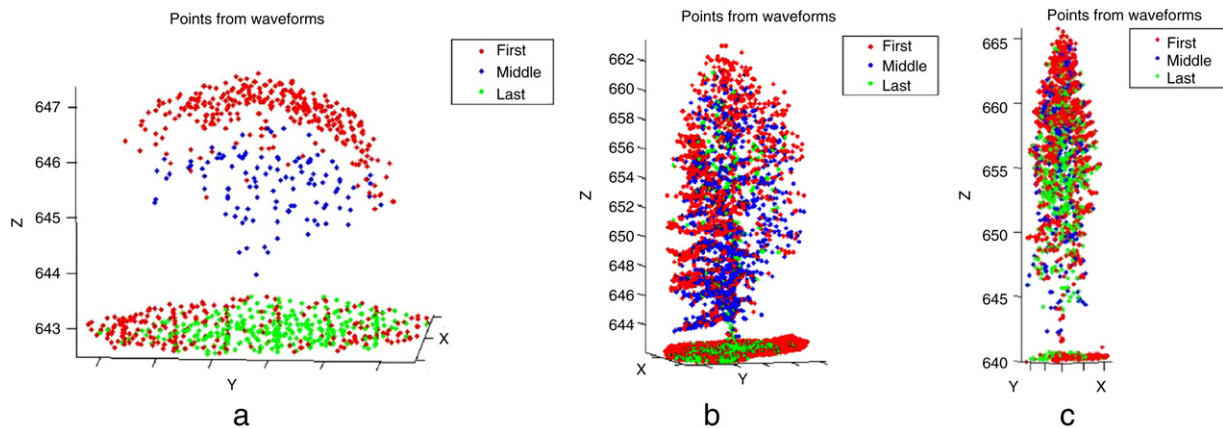 Points from waveforms
First
Middle
Last
647
646
645
644
643
Z
X
Y
a
Points from waveforms
First
Middle
Last
662
660
658
656
654
652
650
648
646
644
Z
X
Y
b
Points from waveforms
First
Middle
Last
665
660
655
650
645
640
Z
Y
X
c